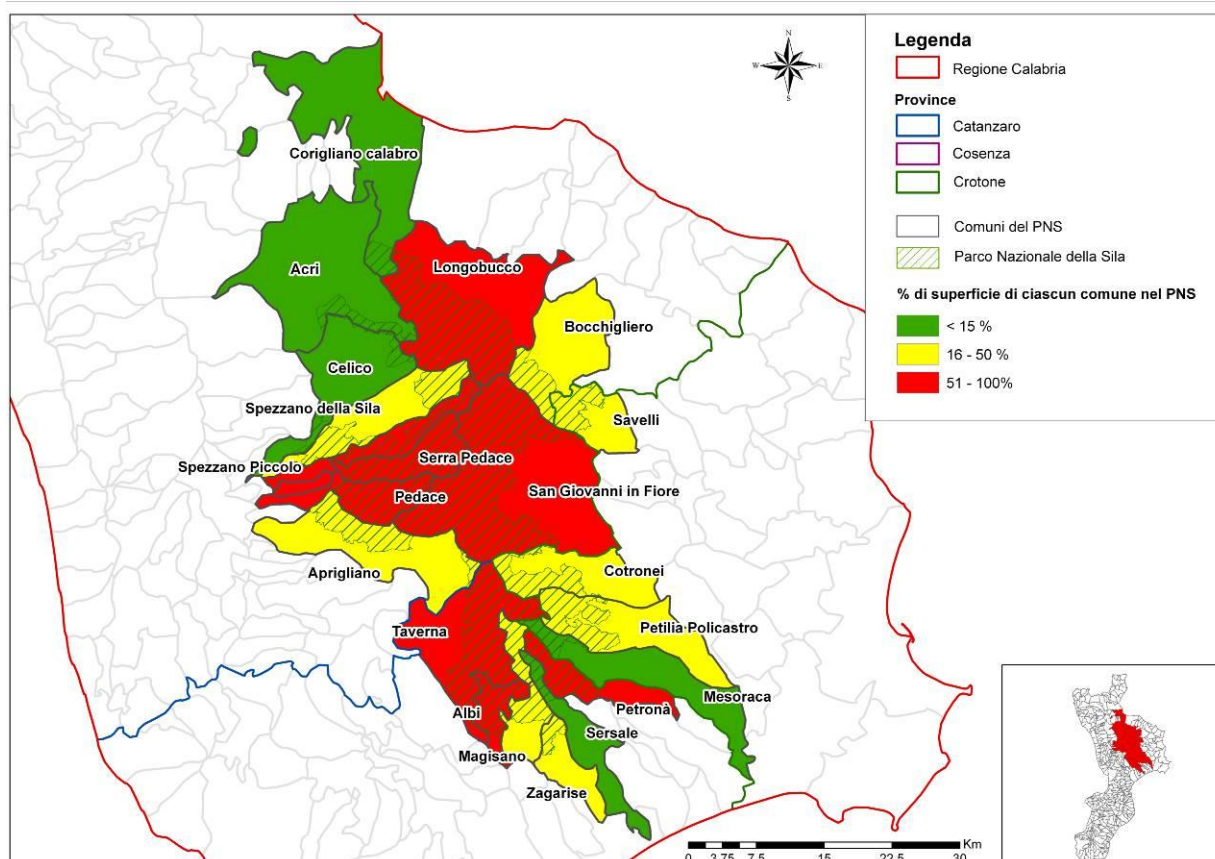 N
W
E
S
Legenda
Regione Calabria
Province
Catanzaro
Cosenza
Crotone
Comuni del PNS
Parco Nazionale della Sila
% di superficie di ciascun comune nel PNS
< 15 %
16 - 50 %
51 - 100%
Corigliano calabro
Acri
Longobucco
Bocchigliero
Celico
Spezzano della Sila
Savelli
Spezzano Piccolo
Serra Pedace
Pedace
San Giovanni in Fiore
Aprigliano
Cotronei
Taverna
Petilia Policastro
Mesoraca
Petronà
Albi
Sersale
Magisano
Zagarise
Km
0 3.75 7.5 15 22.5 30